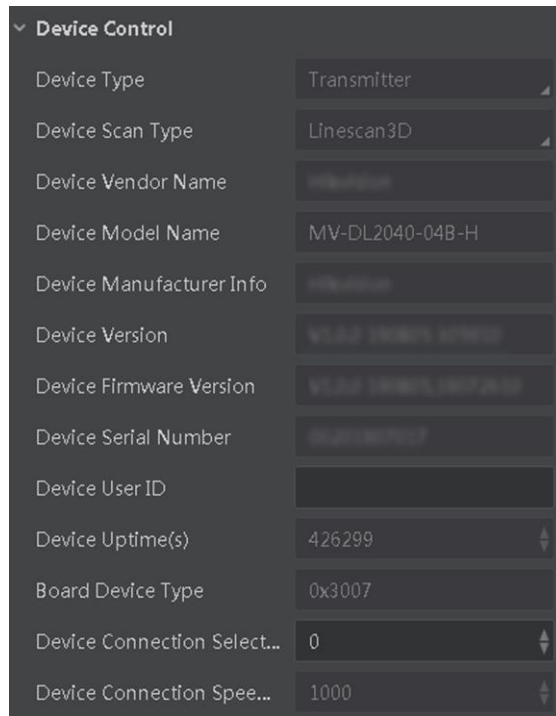 Device Control
Device Type Transmitter
Device Scan Type Linescan3D
Device Vendor Name
Device Model Name MV-DL2040-04B-H
Device Manufacturer Info
Device Version
Device Firmware Version
Device Serial Number
Device User ID
Device Uptime(s) 426299
Board Device Type 0x3007
Device Connection Select... 0
Device Connection Spee... 1000